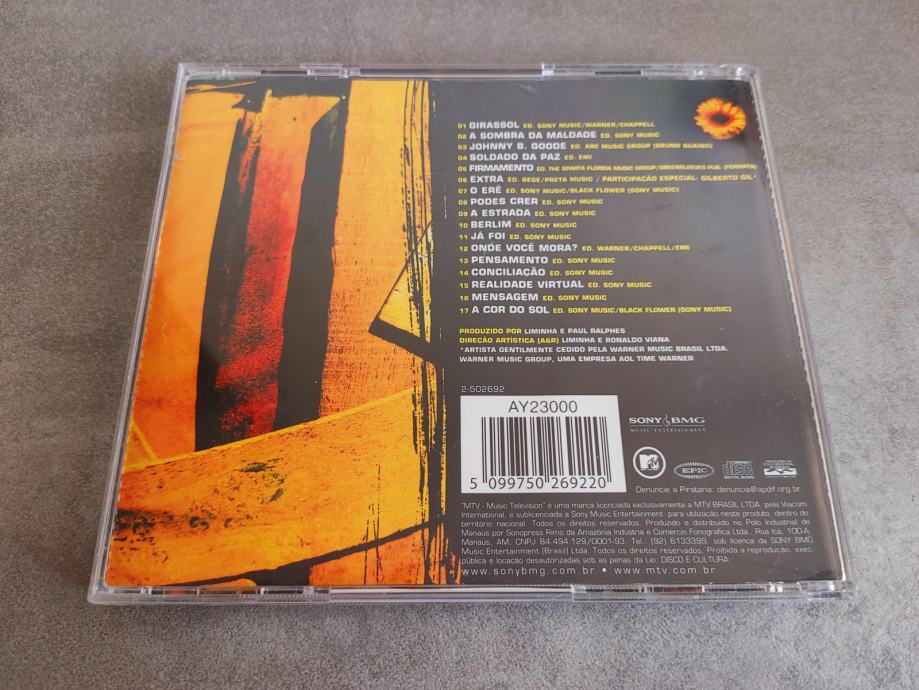 01 GIRASSOL ED. SONY MUSIC/WARNER/CHAPPELL
02 A SOMBRA DA MALDADE ED. SONY MUSIC
03 JOHNNY B. GOODE ED. ARC MUSIC GROUP (BRUNO QUAINO)
04 SOLDADO DA PAZ ED. EMI
05 FIRMAMENTO ED. THE SPARTA FLORIDA MUSIC GROUP/GREENSLEEVES PUB. (FERMATA)
06 EXTRA ED. GEGE/PRETA MUSIC / PARTICIPAÇÃO ESPECIAL: GILBERTO GIL*
07 O ERÊ ED. SONY MUSIC/BLACK FLOWER (SONY MUSIC)
08 PODES CRER ED. SONY MUSIC
09 A ESTRADA ED. SONY MUSIC
10 BERLIM ED. SONY MUSIC
11 JÁ FOI ED. SONY MUSIC
12 ONDE VOCÊ MORA? ED. WARNER/CHAPPELL/EMI
13 PENSAMENTO ED. SONY MUSIC
14 CONCILIAÇÃO ED. SONY MUSIC
15 REALIDADE VIRTUAL ED. SONY MUSIC
16 MENSAGEM ED. SONY MUSIC
17 A COR DO SOL ED. SONY MUSIC/BLACK FLOWER (SONY MUSIC)
PRODUZIDO POR LIMINHA E PAUL RALPHES
DIREÇÃO ARTÍSTICA (A&R) LIMINHA E RONALDO VIANA
*ARTISTA GENTILMENTE CEDIDO PELA WARNER MUSIC BRASIL LTDA.
WARNER MUSIC GROUP, UMA EMPRESA AOL TIME WARNER
2-502692
AY23000
5 099750 269220
SONY BMG
MUSIC ENTERTAINMENT
MTV
EPIC
COMPACT
disc
DIGITAL AUDIO
Denuncie a Pirataria: denuncia@apdif.org.br
"MTV - Music Television" é uma marca licenciada exclusivamente a MTV BRASIL LTDA. pela Viacom
International, e sublicenciada a Sony Music Entertainment para utilização neste produto, dentro do
território nacional. Todos os direitos reservados. Produzido e distribuido no Polo Industrial de
Manaus por Sonopress Rimo da Amazônia Industria e Comércio Fonográfica Ltda., Rua Icá, 100-A,
Manaus, AM. CNPJ 84.494.129/0001-93. Tel. (92) 6133399. sob licenca da SONY BMG
Music Entertainment (Brasil) Ltda. Todos os direitos reservados. Proibida a reprodução, exec.
pública e locacão desautorizadas sob as penas da Lei. DISCO É CULTURA.
www.sonybmg.com.br • www.mtv.com.br